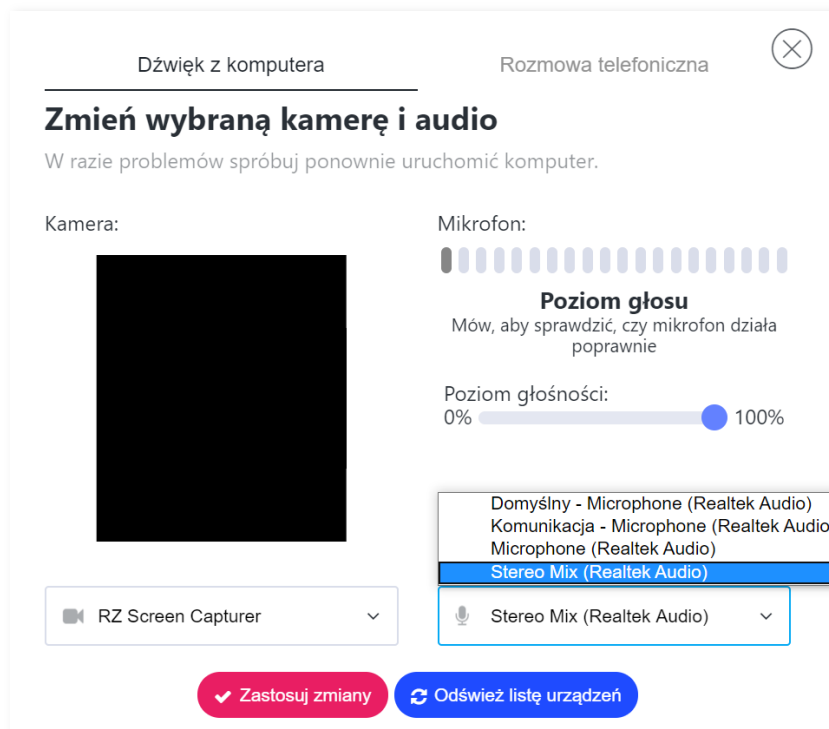 Dźwięk z komputera
Rozmowa telefoniczna
Zmień wybraną kamerę i audio
W razie problemów spróbuj ponownie uruchomić komputer.
Kamera:
Mikrofon:
Poziom głosu
Mów, aby sprawdzić, czy mikrofon działa
poprawnie
Poziom głośności:
0%
100%
Domyślny - Microphone (Realtek Audio)
Komunikacja - Microphone (Realtek Audio
Microphone (Realtek Audio)
Stereo Mix (Realtek Audio)
RZ Screen Capturer
Stereo Mix (Realtek Audio)
Zastosuj zmiany
Odśwież listę urządzeń